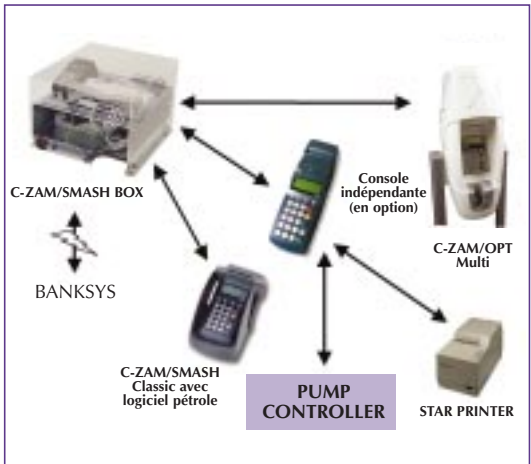 C-ZAM/SMASH BOX
BANKSYS
Console
indépendante
(en option)
C-ZAM/OPT
Multi
C-ZAM/SMASH
Classic avec
logiciel pétrole
PUMP
CONTROLLER
STAR PRINTER